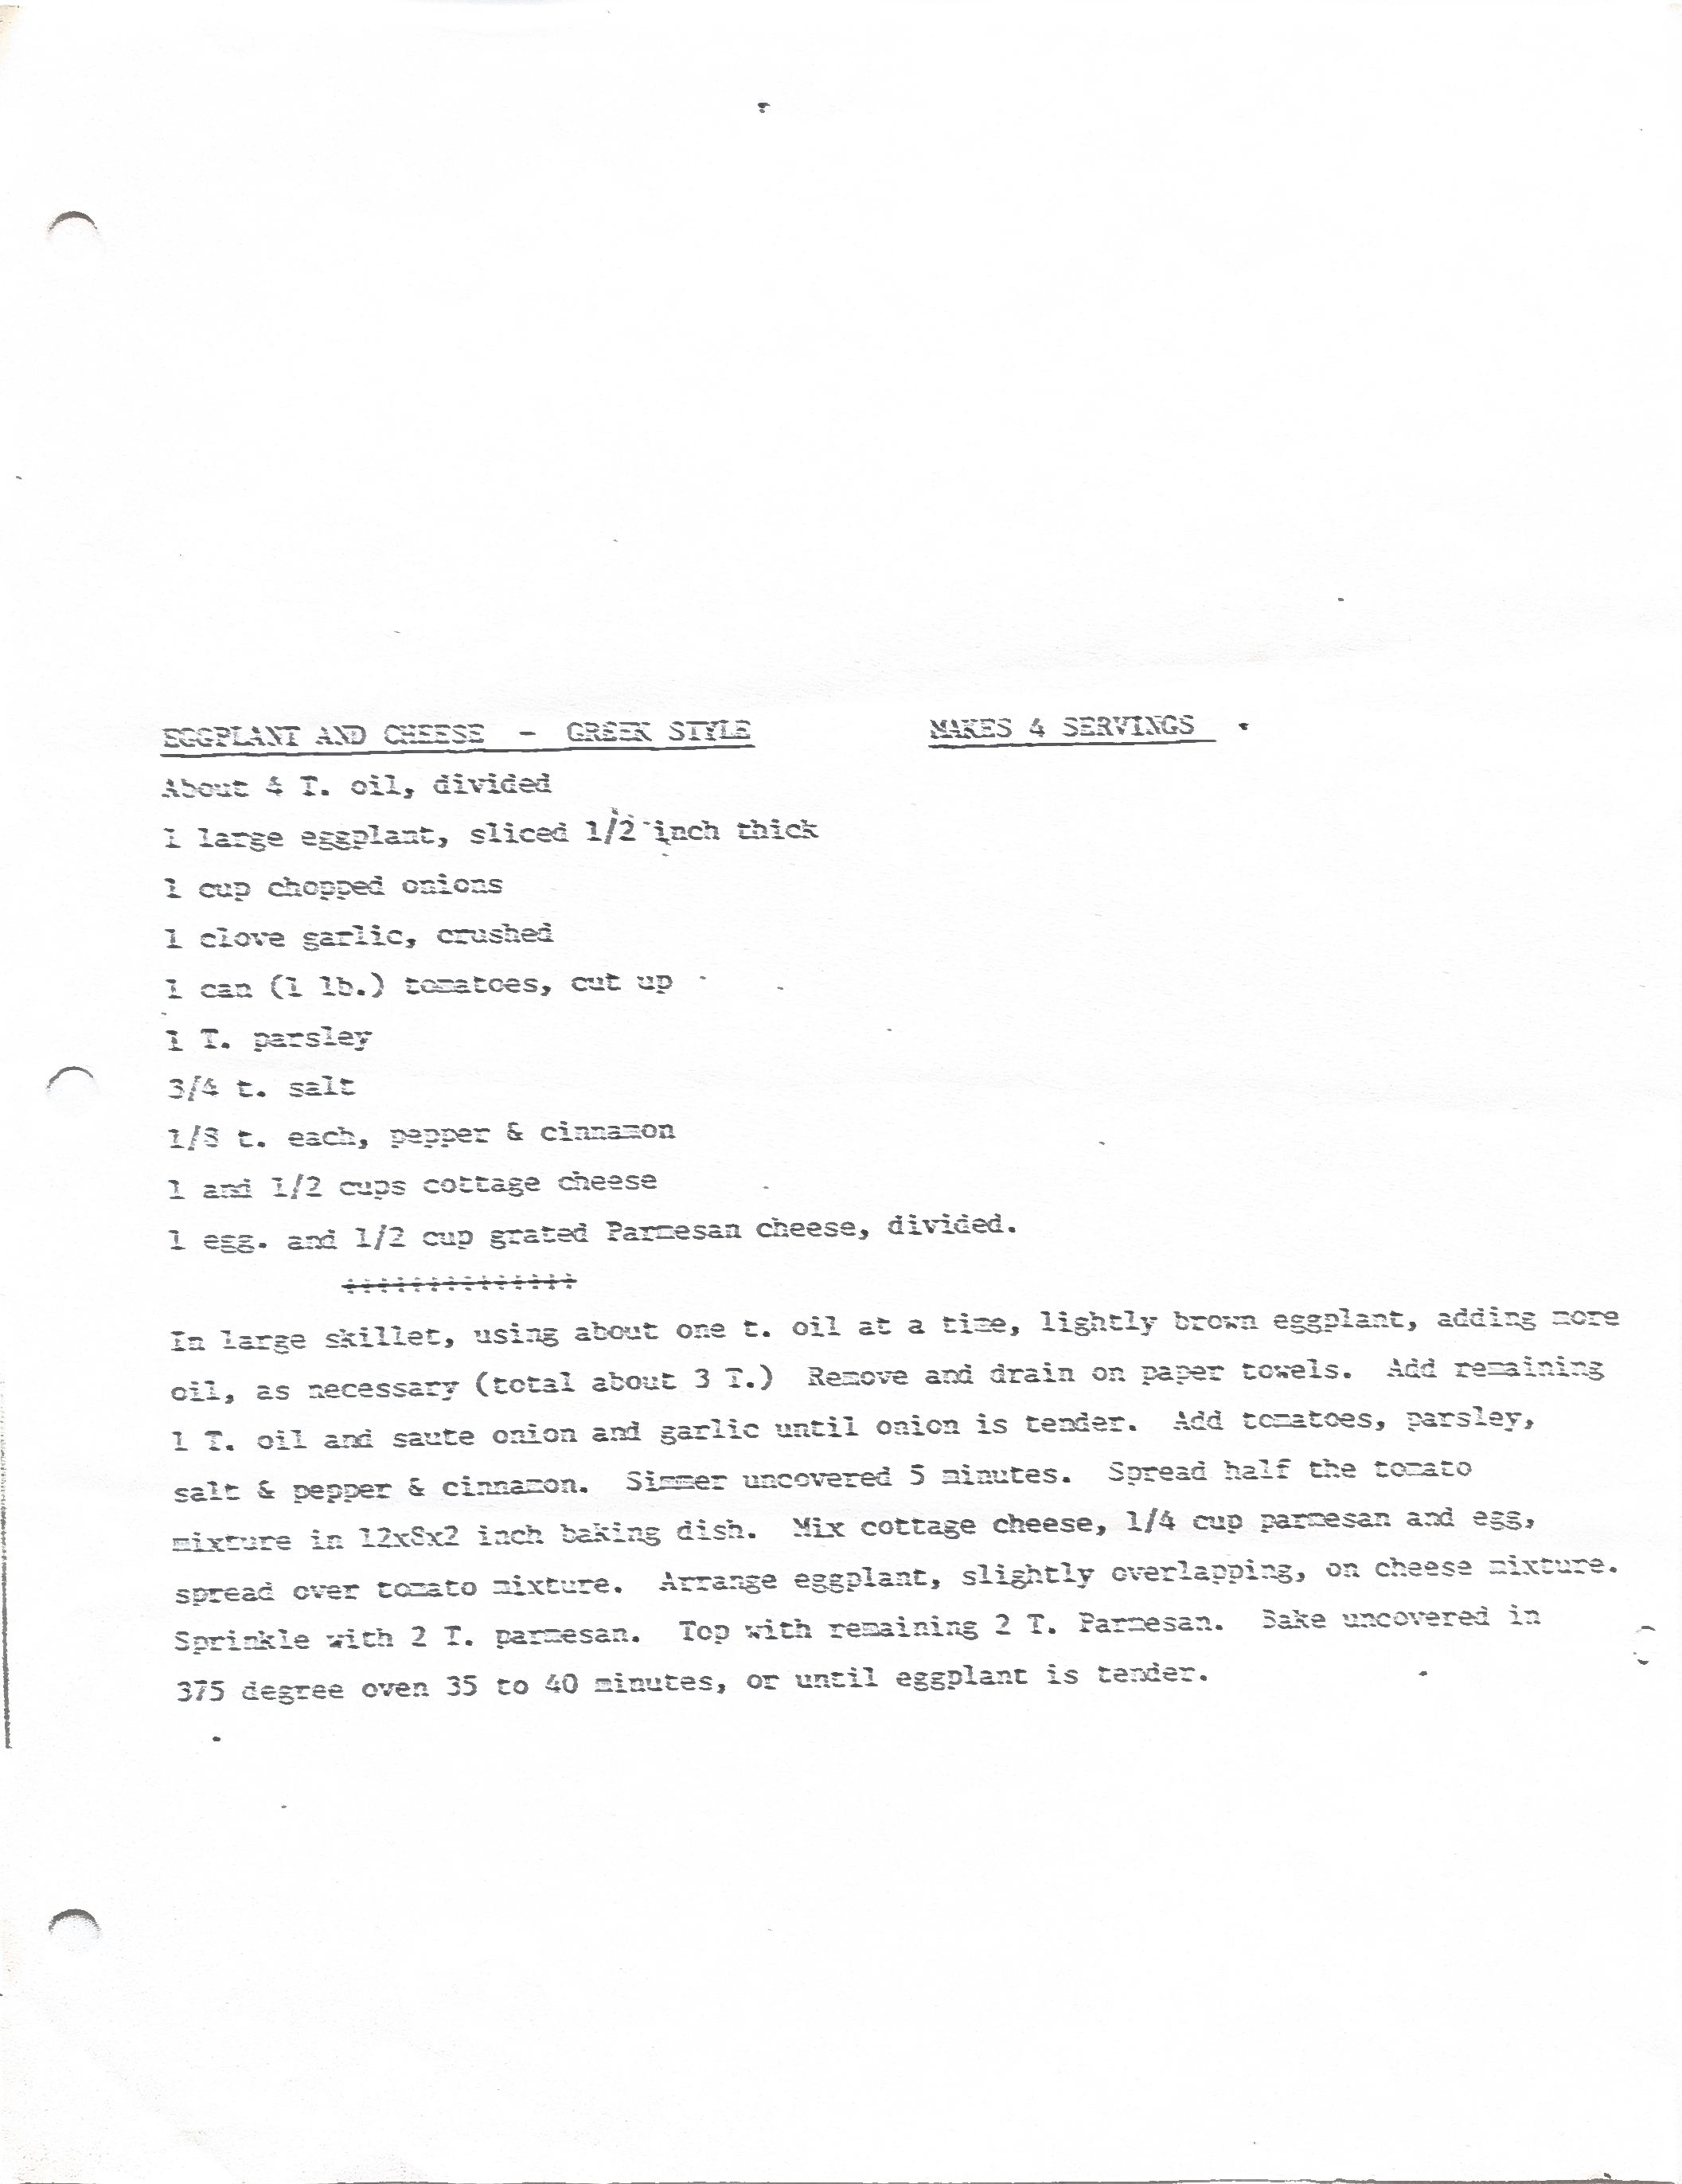 EGGPLANT AND CHEESE - GREEK STYLE MAKES 4 SERVINGS
About 4 T. oil, divided
1 large eggplant, sliced 1/2 inch thick
1 cup chopped onions
1 clove garlic, crushed
1 can (1 lb.) tomatoes, cut up
1 T. parsley
3/4 t. salt
1/8 t. each, pepper & cinnamon
1 and 1/2 cups cottage cheese
1 egg. and 1/2 cup grated Parmesan cheese, divided.
In large skillet, using about one t. oil at a time, lightly brown eggplant, adding more
oil, as necessary (total about 3 T.) Remove and drain on paper towels. Add remaining
1 T. oil and saute onion and garlic until onion is tender. Add tomatoes, parsley,
salt & pepper & cinnamon. Simmer uncovered 5 minutes. Spread half the tomato
mixture in 12x8x2 inch baking dish. Mix cottage cheese, 1/4 cup parmesan and egg,
spread over tomato mixture. Arrange eggplant, slightly overlapping, on cheese mixture.
Sprinkle with 2 T. parmesan. Top with remaining 2 T. Parmesan. Bake uncovered in
375 degree oven 35 to 40 minutes, or until eggplant is tender.